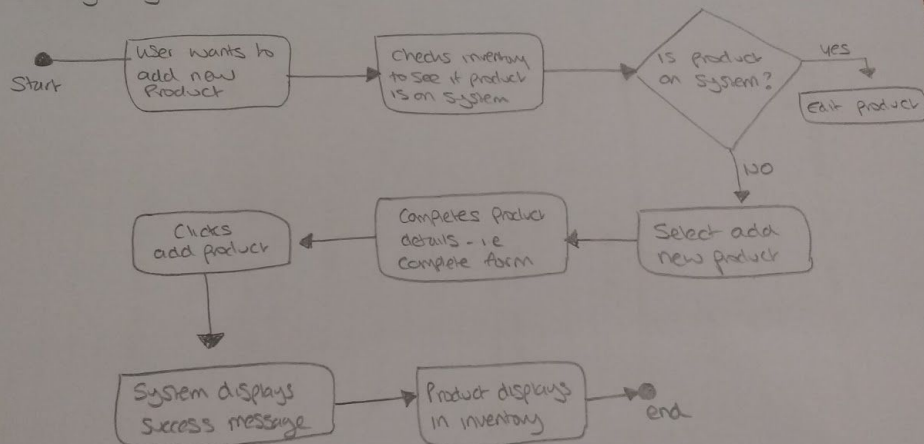 Start
User wants to
add new
Product
Checks inventory
to see if product
is on system
Is product
on system?
yes
Edit product
NO
Select add
new product
Completes product
details - ie
complete form
Clicks
add product
System displays
success message
Product displays
in inventory
end